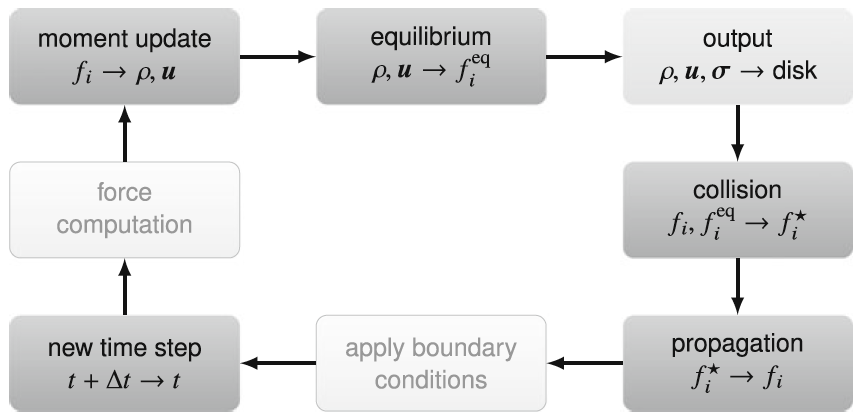 moment update
fᵢ → ρ, u
equilibrium
ρ, u → fᵢ^eq
output
ρ, u, σ → disk
collision
fᵢ, fᵢ^eq → fᵢ^★
propagation
fᵢ^★ → fᵢ
apply boundary
conditions
new time step
t + Δt → t
force
computation